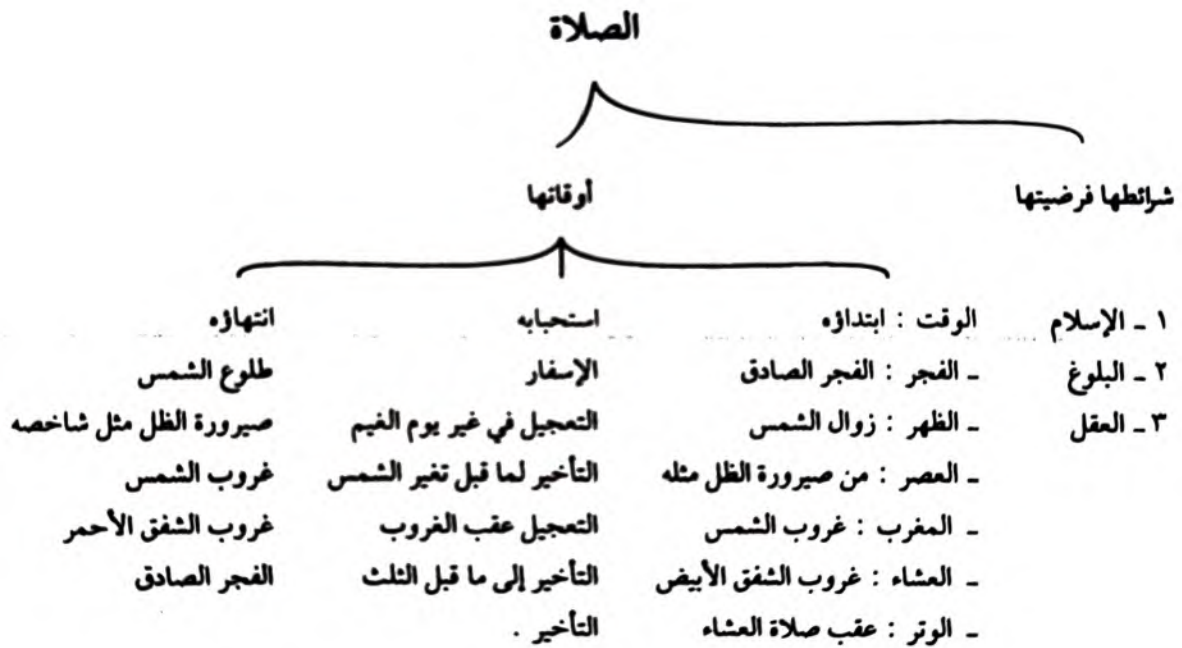 الصلاة
شرائطها فرضيتها أوقاتها
١ ـ الإسلام الوقت : ابتداؤه استحبابه انتهاؤه
٢ ـ البلوغ ـ الفجر : الفجر الصادق الإسفار طلوع الشمس
٣ ـ العقل ـ الظهر : زوال الشمس التعجيل في غير يوم الغيم صيرورة الظل مثل شاخصه
ـ العصر : من صيرورة الظل مثله التأخير لما قبل تغير الشمس غروب الشمس
ـ المغرب : غروب الشمس التعجيل عقب الغروب غروب الشفق الأحمر
ـ العشاء : غروب الشفق الأبيض التأخير إلى ما قبل الثلث الفجر الصادق
ـ الوتر : عقب صلاة العشاء التأخير .